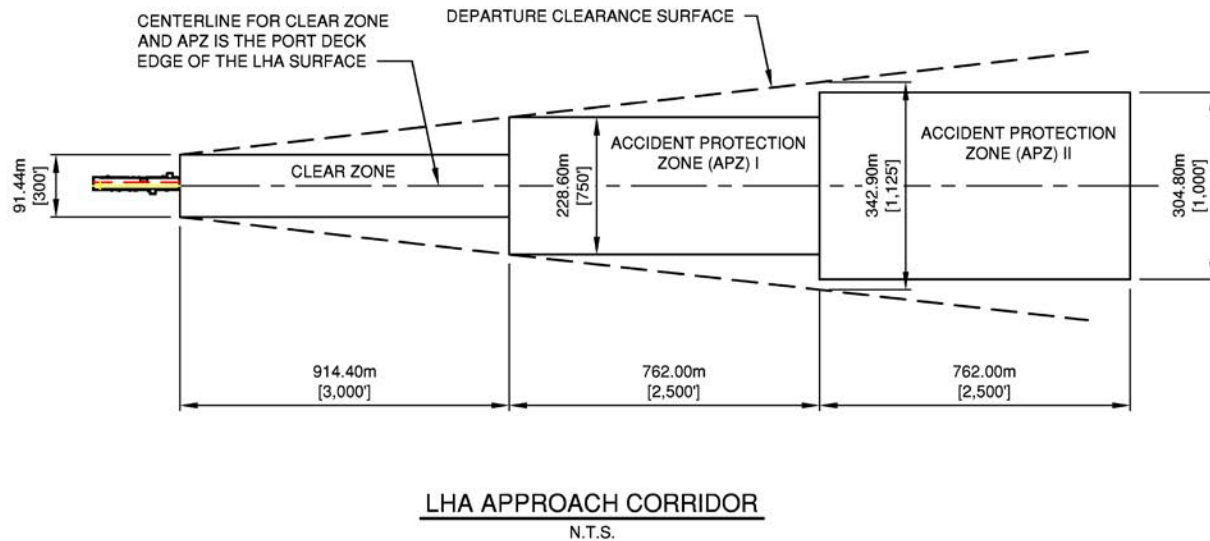 CENTERLINE FOR CLEAR ZONE
AND APZ IS THE PORT DECK
EDGE OF THE LHA SURFACE
DEPARTURE CLEARANCE SURFACE
91.44m
[300']
CLEAR ZONE
228.60m
[750']
ACCIDENT PROTECTION
ZONE (APZ) I
342.90m
[1,125']
ACCIDENT PROTECTION
ZONE (APZ) II
304.80m
[1,000']
914.40m
[3,000']
762.00m
[2,500']
762.00m
[2,500']
LHA APPROACH CORRIDOR
N.T.S.